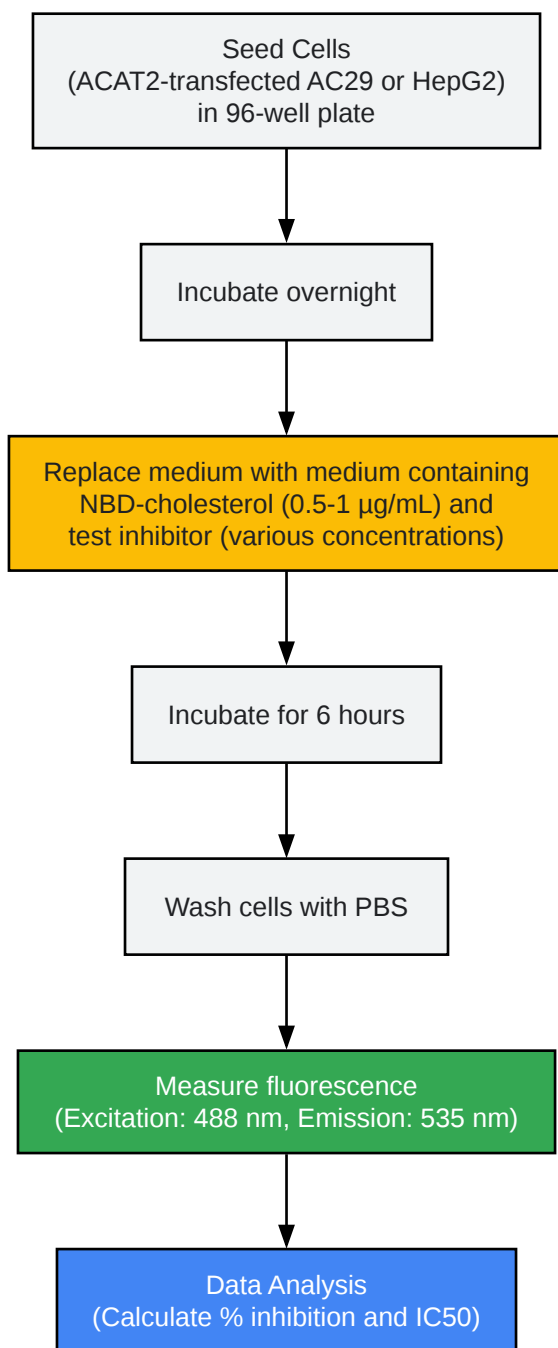 Seed Cells
(ACAT2-transfected AC29 or HepG2)
in 96-well plate
Incubate overnight
Replace medium with medium containing
NBD-cholesterol (0.5-1 µg/mL) and
test inhibitor (various concentrations)
Incubate for 6 hours
Wash cells with PBS
Measure fluorescence
(Excitation: 488 nm, Emission: 535 nm)
Data Analysis
(Calculate % inhibition and IC50)